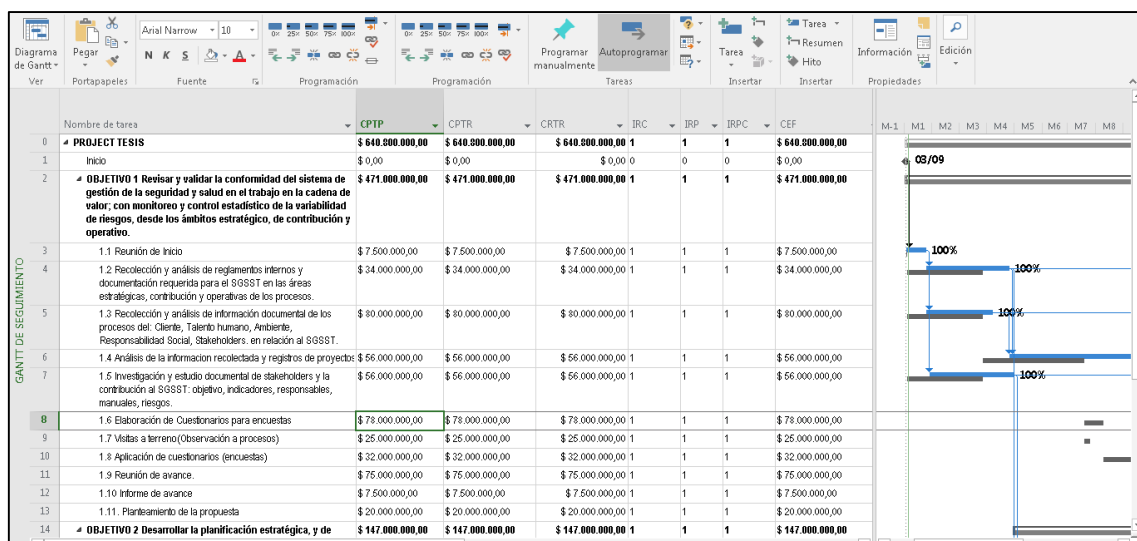 Diagrama de Gantt
Ver
Pegar
Portapapeles
Arial Narrow 10
N K S A
Fuente
0× 25× 50× 75× 100×
Programación
0× 25× 50× 75× 100×
Programación
Programar manualmente
Autoprogramar
Tareas
Tarea
Insertar
Tarea
Resumen
Hito
Insertar
Información
Propiedades
Edición
Nombre de tarea CPTP CPTR CRTR IRC IRP IRPC CEF M-1 M1 M2 M3 M4 M5 M6 M7 M8
GANTT DE SEGUIMIENTO
0 PROJECT TESIS $ 640.800.000,00 $ 640.800.000,00 $ 640.800.000,00 1 1 1 $ 640.800.000,00
1 Inicio $ 0,00 $ 0,00 $ 0,00 0 0 0 $ 0,00 03/09
2 OBJETIVO 1 Revisar y validar la conformidad del sistema de $ 471.000.000,00 $ 471.000.000,00 $ 471.000.000,00 1 1 1 $ 471.000.000,00
gestión de la seguridad y salud en el trabajo en la cadena de
valor; con monitoreo y control estadístico de la variabilidad
de riesgos, desde los ámbitos estratégico, de contribución y
operativo.
3 1.1 Reunión de Inicio $ 7.500.000,00 $ 7.500.000,00 $ 7.500.000,00 1 1 1 $ 7.500.000,00 100%
4 1.2 Recolección y análisis de reglamentos internos y $ 34.000.000,00 $ 34.000.000,00 $ 34.000.000,00 1 1 1 $ 34.000.000,00 100%
documentación requerida para el SGSST en las áreas
estratégicas, contribución y operativas de los procesos.
5 1.3 Recolección y análisis de información documental de los $ 80.000.000,00 $ 80.000.000,00 $ 80.000.000,00 1 1 1 $ 80.000.000,00 100%
procesos del: Cliente, Talento humano, Ambiente,
Responsabilidad Social, Stakeholders. en relación al SGSST.
6 1.4 Análisis de la informacion recolectada y registros de proyectos $ 56.000.000,00 $ 56.000.000,00 $ 56.000.000,00 1 1 1 $ 56.000.000,00
7 1.5 Investigación y estudio documental de stakeholders y la $ 56.000.000,00 $ 56.000.000,00 $ 56.000.000,00 1 1 1 $ 56.000.000,00 100%
contribución al SGSST: objetivo, indicadores, responsables,
manuales, riesgos.
8 1.6 Elaboración de Cuestionarios para encuestas $ 78.000.000,00 $ 78.000.000,00 $ 78.000.000,00 1 1 1 $ 78.000.000,00
9 1.7 Visitas a terreno(Observación a procesos) $ 25.000.000,00 $ 25.000.000,00 $ 25.000.000,00 1 1 1 $ 25.000.000,00
10 1.8 Aplicación de cuestionarios (encuestas) $ 32.000.000,00 $ 32.000.000,00 $ 32.000.000,00 1 1 1 $ 32.000.000,00
11 1.9 Reunión de avance. $ 75.000.000,00 $ 75.000.000,00 $ 75.000.000,00 1 1 1 $ 75.000.000,00
12 1.10 Informe de avance $ 7.500.000,00 $ 7.500.000,00 $ 7.500.000,00 1 1 1 $ 7.500.000,00
13 1.11. Planteamiento de la propuesta $ 20.000.000,00 $ 20.000.000,00 $ 20.000.000,00 1 1 1 $ 20.000.000,00
14 OBJETIVO 2 Desarrollar la planificación estratégica, y de $ 147.000.000,00 $ 147.000.000,00 $ 147.000.000,00 1 1 1 $ 147.000.000,00